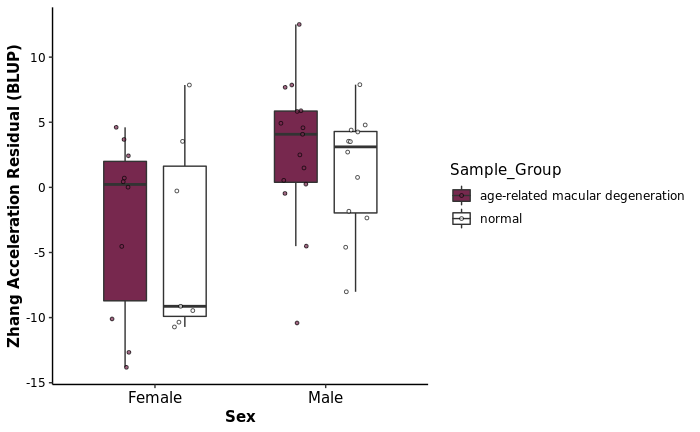 Zhang Acceleration Residual (BLUP)
10
5
0
-5
-10
-15
Female
Male
Sex
Sample_Group
age-related macular degeneration
normal